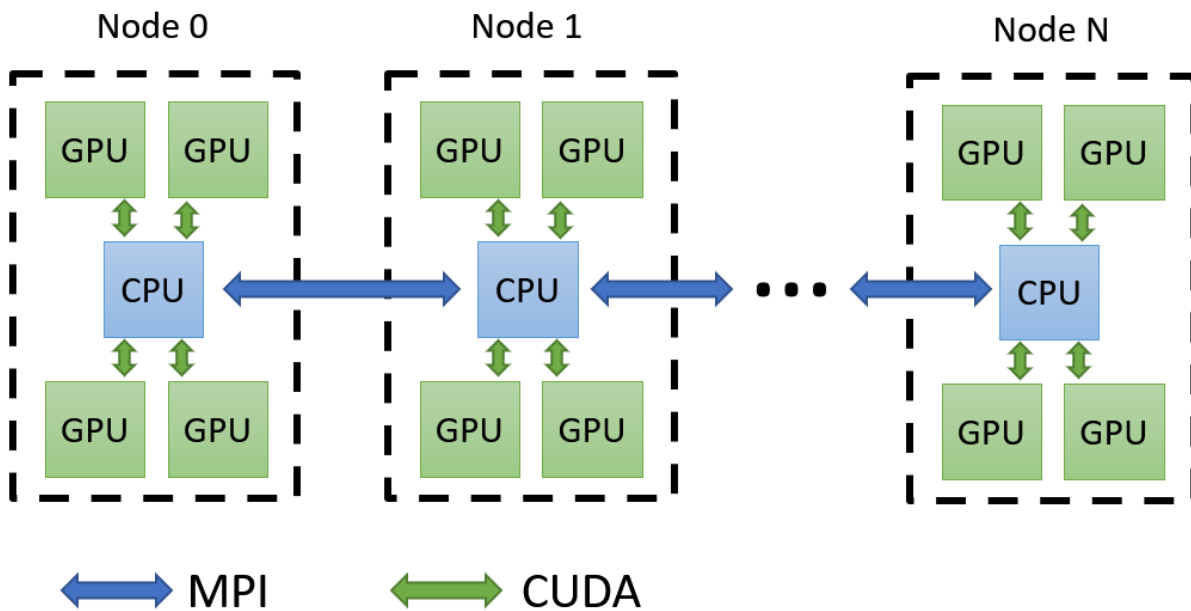 Node 0
Node 1
Node N
GPU GPU
GPU GPU
GPU GPU
CPU
CPU
...
CPU
GPU GPU
GPU GPU
GPU GPU
MPI
CUDA